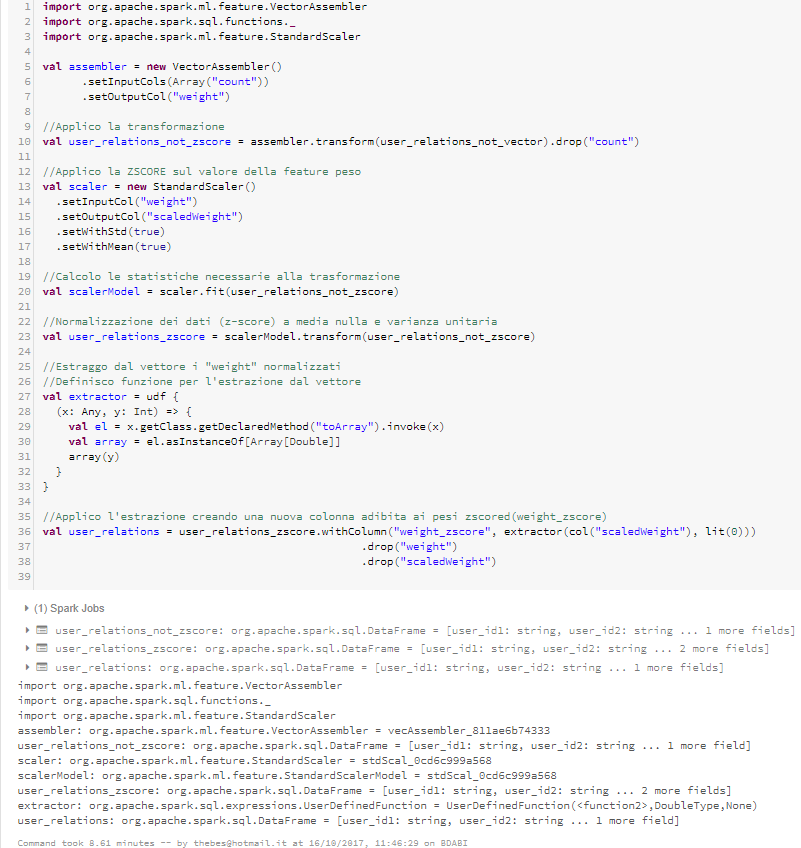 1 import org.apache.spark.ml.feature.VectorAssembler
2 import org.apache.spark.sql.functions._
3 import org.apache.spark.ml.feature.StandardScaler
4
5 val assembler = new VectorAssembler()
6 .setInputCols(Array("count"))
7 .setOutputCol("weight")
8
9 //Applico la transformazione
10 val user_relations_not_zscore = assembler.transform(user_relations_not_vector).drop("count")
11
12 //Applico la ZSCORE sul valore della feature peso
13 val scaler = new StandardScaler()
14 .setInputCol("weight")
15 .setOutputCol("scaledWeight")
16 .setWithStd(true)
17 .setWithMean(true)
18
19 //Calcolo le statistiche necessarie alla trasformazione
20 val scalerModel = scaler.fit(user_relations_not_zscore)
21
22 //Normalizzazione dei dati (z-score) a media nulla e varianza unitaria
23 val user_relations_zscore = scalerModel.transform(user_relations_not_zscore)
24
25 //Estraggo dal vettore i "weight" normalizzati
26 //Definisco funzione per l'estrazione dal vettore
27 val extractor = udf {
28 (x: Any, y: Int) => {
29 val el = x.getClass.getDeclaredMethod("toArray").invoke(x)
30 val array = el.asInstanceOf[Array[Double]]
31 array(y)
32 }
33 }
34
35 //Applico l'estrazione creando una nuova colonna adibita ai pesi zscored(weight_zscore)
36 val user_relations = user_relations_zscore.withColumn("weight_zscore", extractor(col("scaledWeight"), lit(0)))
37 .drop("weight")
38 .drop("scaledWeight")
39
(1) Spark Jobs
user_relations_not_zscore: org.apache.spark.sql.DataFrame = [user_id1: string, user_id2: string ... 1 more fields]
user_relations_zscore: org.apache.spark.sql.DataFrame = [user_id1: string, user_id2: string ... 2 more fields]
user_relations: org.apache.spark.sql.DataFrame = [user_id1: string, user_id2: string ... 1 more fields]
import org.apache.spark.ml.feature.VectorAssembler
import org.apache.spark.sql.functions._
import org.apache.spark.ml.feature.StandardScaler
assembler: org.apache.spark.ml.feature.VectorAssembler = vecAssembler_811ae6b74333
user_relations_not_zscore: org.apache.spark.sql.DataFrame = [user_id1: string, user_id2: string ... 1 more field]
scaler: org.apache.spark.ml.feature.StandardScaler = stdScal_0cd6c999a568
scalerModel: org.apache.spark.ml.feature.StandardScalerModel = stdScal_0cd6c999a568
user_relations_zscore: org.apache.spark.sql.DataFrame = [user_id1: string, user_id2: string ... 2 more fields]
extractor: org.apache.spark.sql.expressions.UserDefinedFunction = UserDefinedFunction(<function2>,DoubleType,None)
user_relations: org.apache.spark.sql.DataFrame = [user_id1: string, user_id2: string ... 1 more field]
Command took 8.61 minutes -- by thebes@hotmail.it at 16/10/2017, 11:46:29 on BDABI